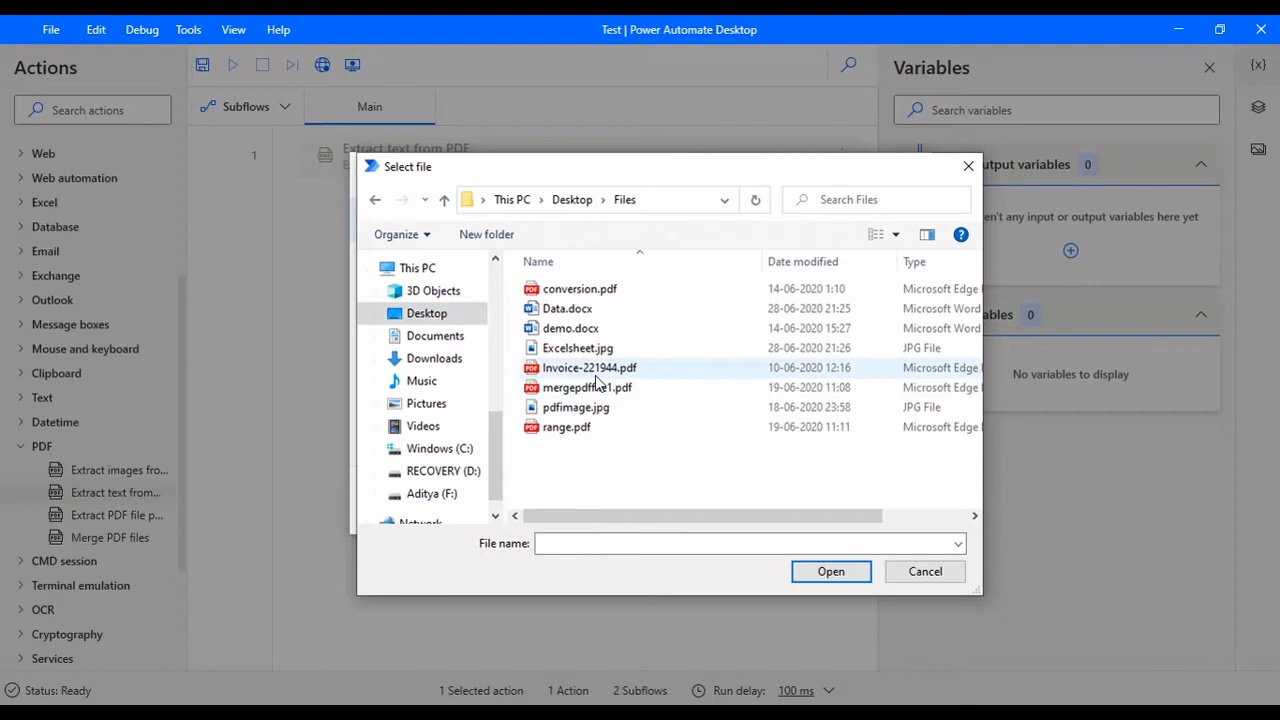 File Edit Debug Tools View Help Test | Power Automate Desktop
Actions
Search actions
Web
Web automation
Excel
Database
Email
Exchange
Outlook
Message boxes
Mouse and keyboard
Clipboard
Text
Datetime
PDF
Extract images fro...
Extract text from...
Extract PDF file p...
Merge PDF files
CMD session
Terminal emulation
OCR
Cryptography
Services
Subflows Main
1 Extract text from PDF
Select file
This PC Desktop Files
Search Files
Organize New folder
This PC
3D Objects
Desktop
Documents
Downloads
Music
Pictures
Videos
Windows (C:)
RECOVERY (D:)
Aditya (F:)
Network
Name Date modified Type
conversion.pdf 14-06-2020 1:10 Microsoft Edge
Data.docx 28-06-2020 21:25 Microsoft Word
demo.docx 14-06-2020 15:27 Microsoft Word
Excelsheet.jpg 28-06-2020 21:26 JPG File
Invoice-221944.pdf 10-06-2020 12:16 Microsoft Edge
19-06-2020 11:08 Microsoft Edge
pdfimage.jpg 18-06-2020 23:58 JPG File
range.pdf 19-06-2020 11:11 Microsoft Edge
File name:
Open Cancel
Variables {x}
Search variables
utput variables 0
en't any input or output variables here yet
ables 0
No variables to display
Status: Ready 1 Selected action 1 Action 2 Subflows Run delay: 100 ms